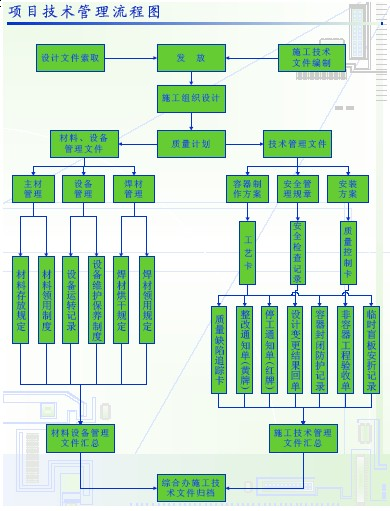 项目技术管理流程图
设计文件索取
发 放
施工技术
文件编制
施工组织设计
材料、设备
管理文件
质量计划
技术管理文件
主材
管理
设备
管理
焊材
管理
容器制
作方案
安全管
理规章
安装
方案
工艺卡
安全检查记录
质量控制卡
材料存放规定
材料领用制度
设备运转记录
设备维护保养制度
焊材烘干规定
焊材领用规定
质量缺陷追踪卡
整改通知单(黄牌)
停工通知单(红牌)
设计变更结果回单
容器封闭防护记录
非容器工程验收单
临时盲板安折记录
材料设备管理
文件汇总
施工技术管理
文件汇总
综合办施工技
术文件归档